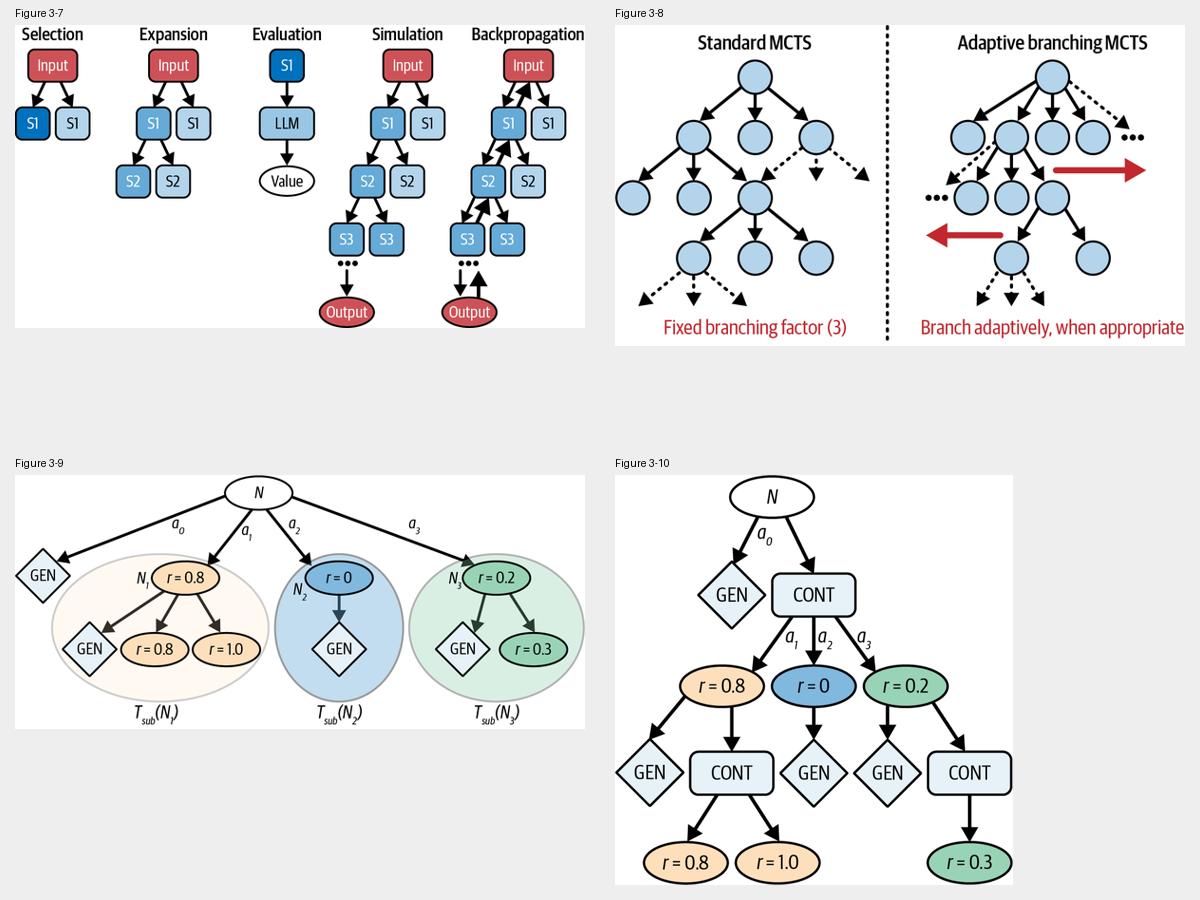 Figure 3-7
Selection Expansion Evaluation Simulation Backpropagation
Input Input S1 Input Input
S1 S1 S1 S1 LLM S1 S1 S1 S1
S2 S2 Value S2 S2 S2 S2
S3 S3 S3 S3
Output Output
Figure 3-8
Standard MCTS Adaptive branching MCTS
Fixed branching factor (3) Branch adaptively, when appropriate
Figure 3-9
N
a0 a1 a2 a3
GEN N1 r = 0.8 N2 r = 0 N3 r = 0.2
GEN r = 0.8 r = 1.0 GEN GEN r = 0.3
Tsub(N1) Tsub(N2) Tsub(N3)
Figure 3-10
N
a0
GEN CONT
a1 a2 a3
r = 0.8 r = 0 r = 0.2
GEN CONT GEN GEN CONT
r = 0.8 r = 1.0 r = 0.3